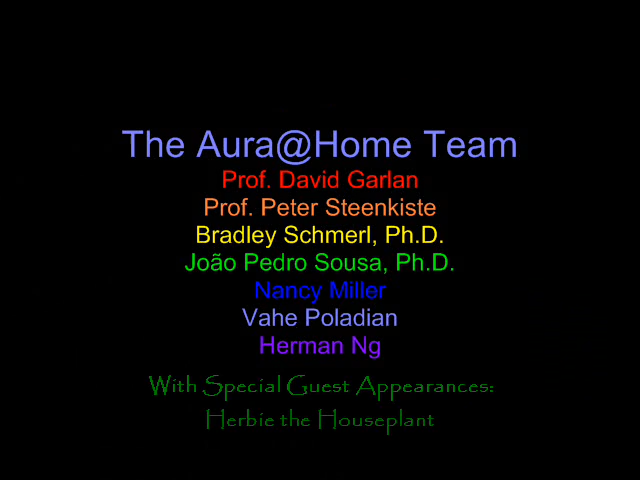 The Aura@Home Team
Prof. David Garlan
Prof. Peter Steenkiste
Bradley Schmerl, Ph.D.
João Pedro Sousa, Ph.D.
Nancy Miller
Vahe Poladian
Herman Ng
With Special Guest Appearances:
Herbie the Houseplant